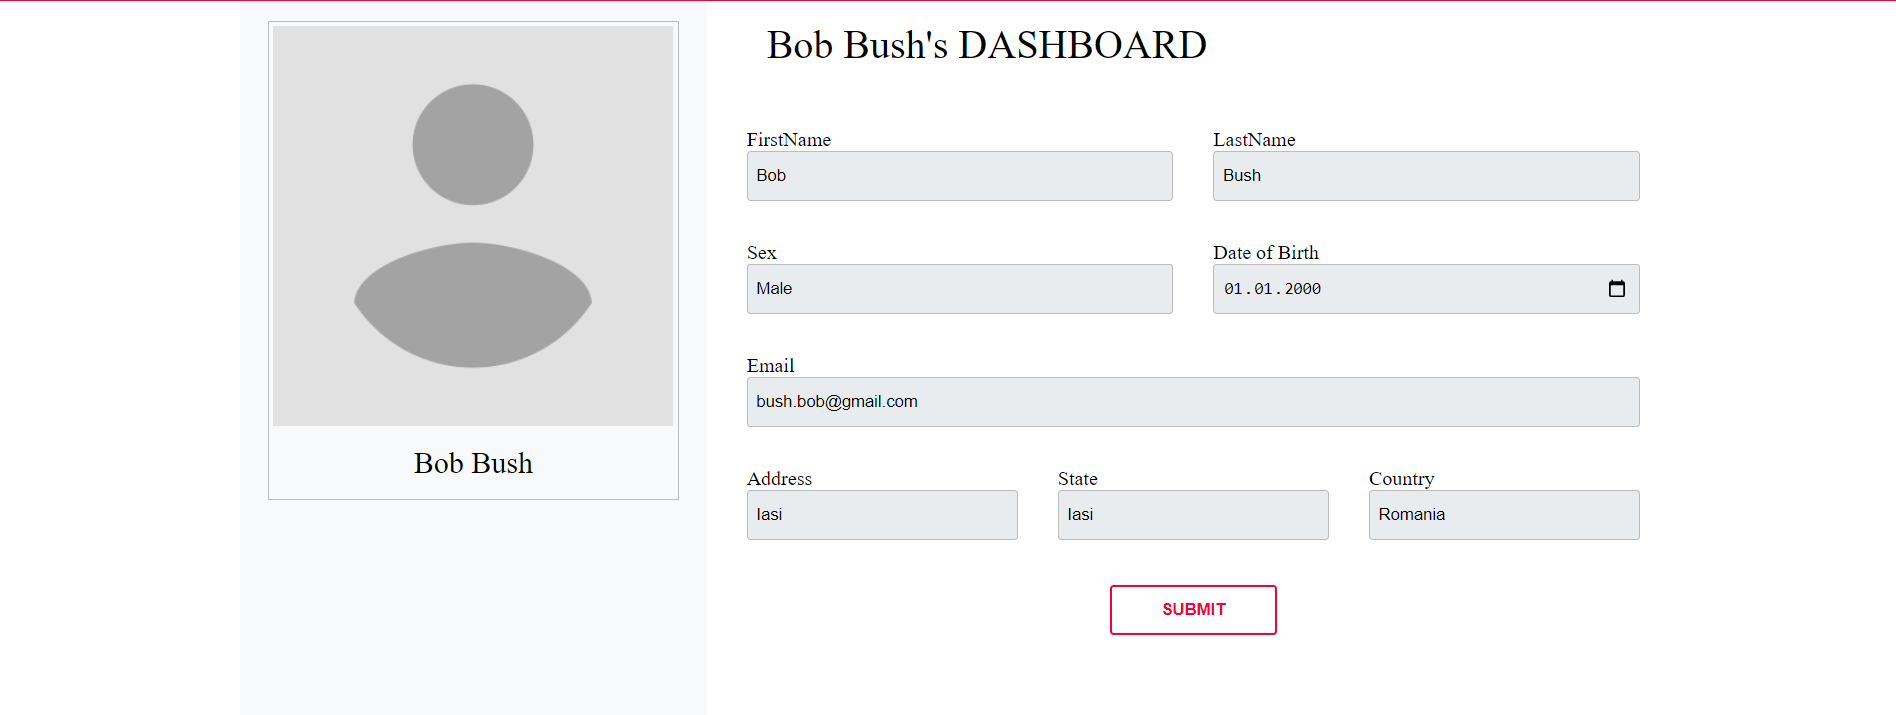 Bob Bush's DASHBOARD
Bob Bush
FirstName
LastName
Bob
Bush
Sex
Date of Birth
Male
01.01.2000
Email
bush.bob@gmail.com
Address
State
Country
Iasi
Iasi
Romania
SUBMIT